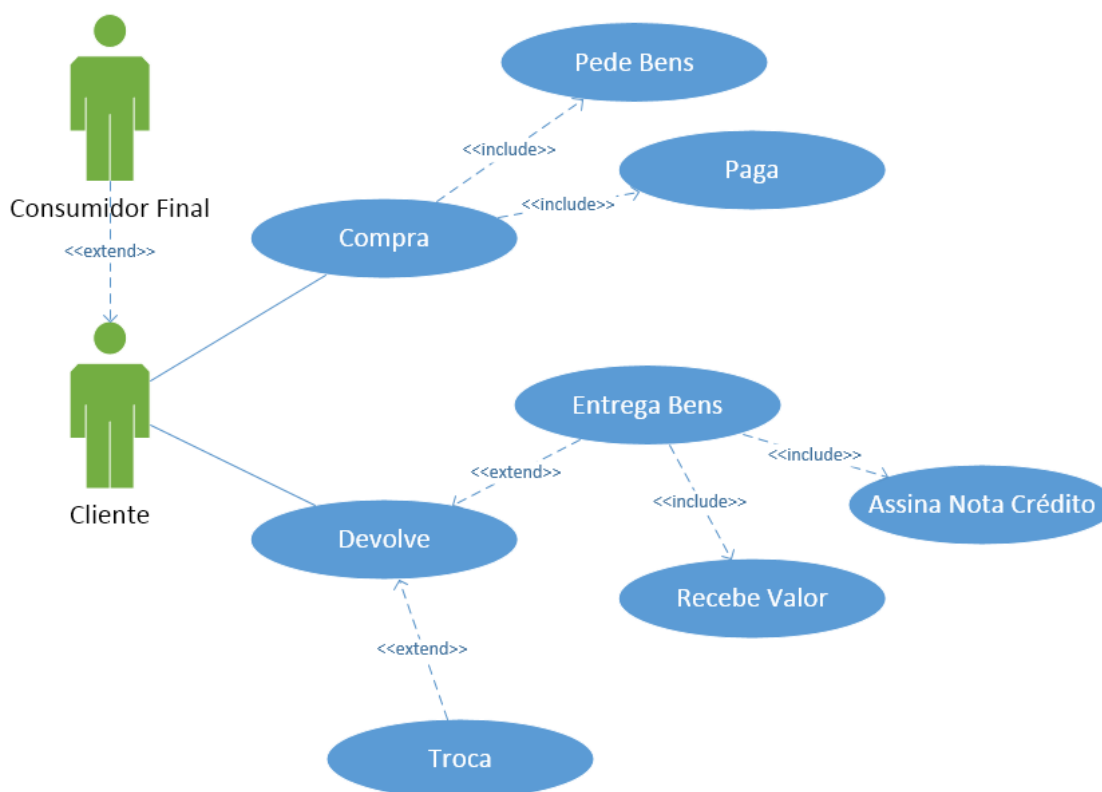 Pede Bens
<<include>>
Paga
<<include>>
Consumidor Final
Compra
<<extend>>
Entrega Bens
<<include>>
<<extend>>
<<include>>
Assina Nota Crédito
Cliente
Devolve
Recebe Valor
<<extend>>
Troca